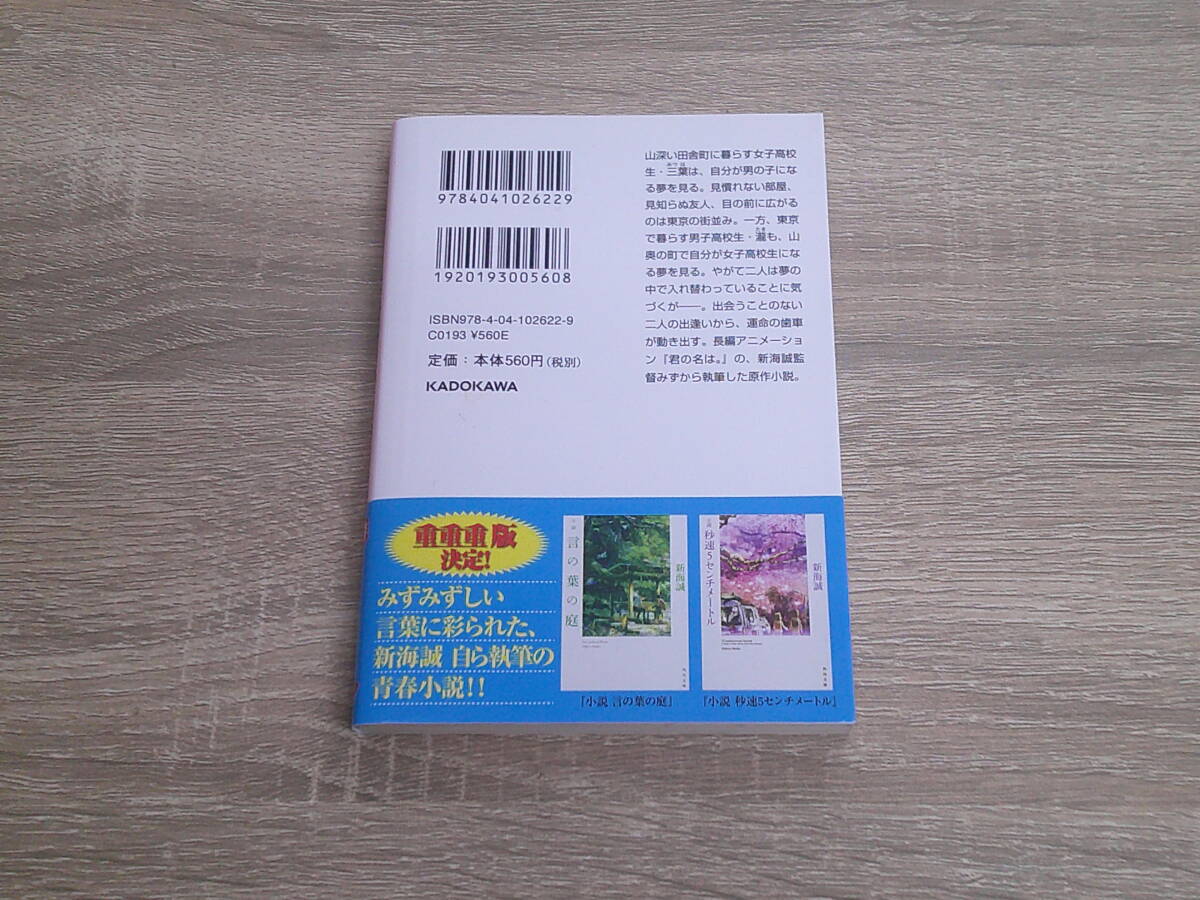 9784041026229
1920193005608
ISBN978-4-04-102622-9
C0193 ¥560E
定価：本体560円（税別）
KADOKAWA
山深い田舎町に暮らす女子高校
生・三葉は、自分が男の子にな
る夢を見る。見慣れない部屋、
見知らぬ友人、目の前に広がる
のは東京の街並み。一方、東京
で暮らす男子高校生・瀧も、山
奥の町で自分が女子高校生にな
る夢を見る。やがて二人は夢の
中で入れ替わっていることに気
づくが――。出会うことのない
二人の出逢いから、運命の歯車
が動き出す。長編アニメーショ
ン『君の名は。』の、新海誠監
督みずから執筆した原作小説。
重重重版
決定!
みずみずしい
言葉に彩られた、
新海誠 自ら執筆の
青春小説!!
小説 言の葉の庭
新海誠
角川文庫
『小説 言の葉の庭』
小説 秒速5センチメートル
新海誠
角川文庫
『小説 秒速5センチメートル』